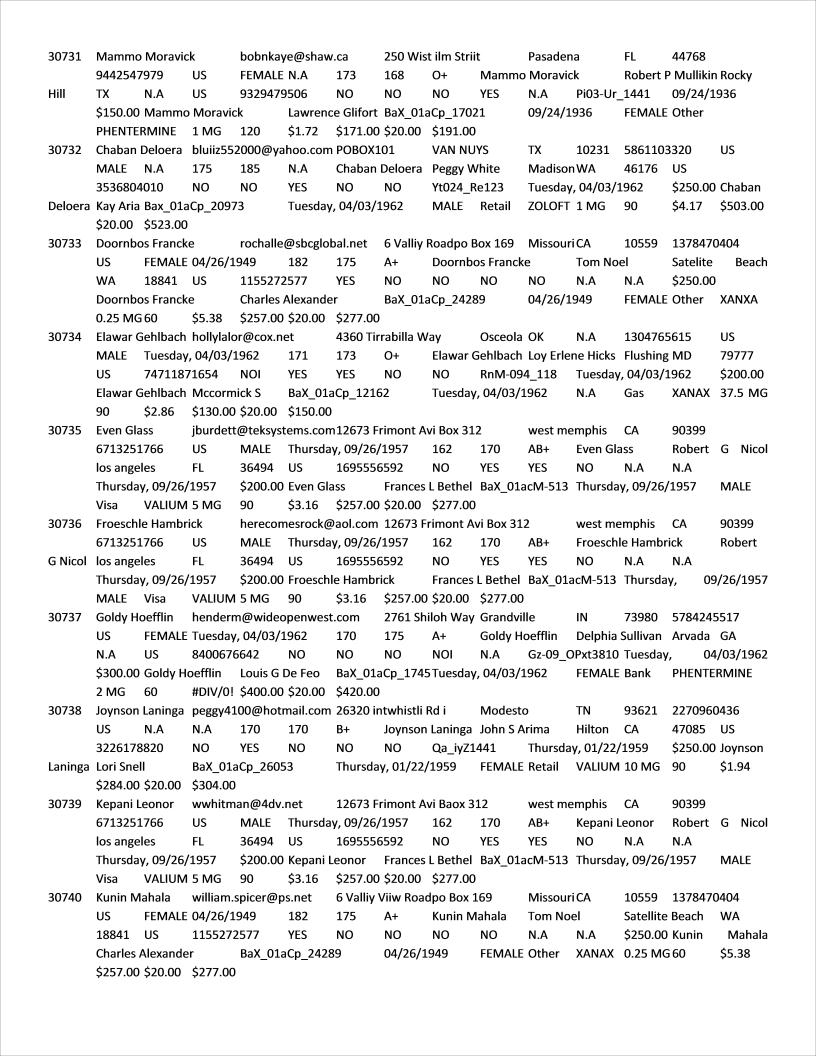 30731 Mammo Moravick bobnkaye@shaw.ca 250 Wist ilm Striit Pasadena FL 44768
9442547979 US FEMALE N.A 173 168 O+ Mammo Moravick Robert P Mullikin Rocky
Hill TX N.A US 9329479506 NO NO NO YES N.A Pi03-Ur_1441 09/24/1936
$150.00 Mammo Moravick Lawrence Glifort BaX_01aCp_17021 09/24/1936 FEMALE Other
PHENTERMINE 1 MG 120 $1.72 $171.00 $20.00 $191.00
30732 Chaban Deloera bluiiz552000@yahoo.com POBOX101 VAN NUYS TX 10231 5861103320 US
MALE N.A 175 185 N.A Chaban Deloera Peggy White Madison WA 46176 US
3536804010 NO NO YES NO NO Yt024_Re123 Tuesday, 04/03/1962 $250.00 Chaban
Deloera Kay Aria Bax_01aCp_20973 Tuesday, 04/03/1962 MALE Retail ZOLOFT 1 MG 90 $4.17 $503.00
$20.00 $523.00
30733 Doornbos Francke rochalle@sbcglobal.net 6 Valliy Roadpo Box 169 Missouri CA 10559 1378470404
US FEMALE 04/26/1949 182 175 A+ Doornbos Francke Tom Noel Satelite Beach
WA 18841 US 1155272577 YES NO NO NO NO N.A N.A $250.00
Doornbos Francke Charles Alexander BaX_01aCp_24289 04/26/1949 FEMALE Other XANXA
0.25 MG 60 $5.38 $257.00 $20.00 $277.00
30734 Elawar Gehlbach hollylalor@cox.net 4360 Tirrabilla Way Osceola OK N.A 1304765615 US
MALE Tuesday, 04/03/1962 171 173 O+ Elawar Gehlbach Loy Erlene Hicks Flushing MD 79777
US 74711871654 NOI YES YES NO NO RnM-094_118 Tuesday, 04/03/1962 $200.00
Elawar Gehlbach Mccormick S BaX_01aCp_12162 Tuesday, 04/03/1962 N.A Gas XANAX 37.5 MG
90 $2.86 $130.00 $20.00 $150.00
30735 Even Glass jburdett@teksystems.com 12673 Frimont Avi Box 312 west memphis CA 90399
6713251766 US MALE Thursday, 09/26/1957 162 170 AB+ Even Glass Robert G Nicol
los angeles FL 36494 US 1695556592 NO YES YES NO N.A N.A
Thursday, 09/26/1957 $200.00 Even Glass Frances L Bethel BaX_01acM-513 Thursday, 09/26/1957 MALE
Visa VALIUM 5 MG 90 $3.16 $257.00 $20.00 $277.00
30736 Froeschle Hambrick herecomesrock@aol.com 12673 Frimont Avi Box 312 west memphis CA 90399
6713251766 US MALE Thursday, 09/26/1957 162 170 AB+ Froeschle Hambrick Robert
G Nicol los angeles FL 36494 US 1695556592 NO YES YES NO N.A N.A
Thursday, 09/26/1957 $200.00 Froeschle Hambrick Frances L Bethel BaX_01acM-513 Thursday, 09/26/1957
MALE Visa VALIUM 5 MG 90 $3.16 $257.00 $20.00 $277.00
30737 Goldy Hoefflin henderm@wideopenwest.com 2761 Shiloh Way Grandville IN 73980 5784245517
US FEMALE Tuesday, 04/03/1962 170 175 A+ Goldy Hoefflin Delphia Sullivan Arvada GA
N.A US 8400676642 NO NO NO NOI N.A Gz-09_OPxt3810 Tuesday, 04/03/1962
$300.00 Goldy Hoefflin Louis G De Feo BaX_01aCp_1745 Tuesday, 04/03/1962 FEMALE Bank PHENTERMINE
2 MG 60 #DIV/0! $400.00 $20.00 $420.00
30738 Joynson Laninga peggy4100@hotmail.com 26320 intwhistli Rd i Modesto TN 93621 2270960436
US N.A N.A 170 170 B+ Joynson Laninga John S Arima Hilton CA 47085 US
3226178820 NO YES NO NO NO Qa_iyZ1441 Thursday, 01/22/1959 $250.00 Joynson
Laninga Lori Snell BaX_01aCp_26053 Thursday, 01/22/1959 FEMALE Retail VALIUM 10 MG 90 $1.94
$284.00 $20.00 $304.00
30739 Kepani Leonor wwhitman@4dv.net 12673 Frimont Avi Baox 312 west memphis CA 90399
6713251766 US MALE Thursday, 09/26/1957 162 170 AB+ Kepani Leonor Robert G Nicol
los angeles FL 36494 US 1695556592 NO YES YES NO N.A N.A
Thursday, 09/26/1957 $200.00 Kepani Leonor Frances L Bethel BaX_01acM-513 Thursday, 09/26/1957 MALE
Visa VALIUM 5 MG 90 $3.16 $257.00 $20.00 $277.00
30740 Kunin Mahala william.spicer@ps.net 6 Valliy Viiw Roadpo Box 169 Missouri CA 10559 1378470404
US FEMALE 04/26/1949 182 175 A+ Kunin Mahala Tom Noel Satellite Beach WA
18841 US 1155272577 YES NO NO NO NO N.A N.A $250.00 Kunin Mahala
Charles Alexander BaX_01aCp_24289 04/26/1949 FEMALE Other XANAX 0.25 MG 60 $5.38
$257.00 $20.00 $277.00